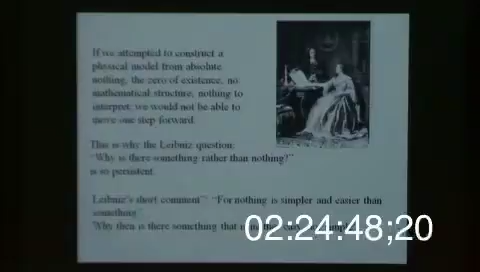 If we attempted to construct a
physical model from absolute
nothing, the zero of existence, no
mathematical structure, nothing to
interpret, we would not be able to
move one step forward.
This is why the Leibniz question:
"Why is there something rather than nothing?"
is so persistent.
Leibniz's short comment": "For nothing is simpler and easier than
something"
"Why then is there something that is
02:24:48;20